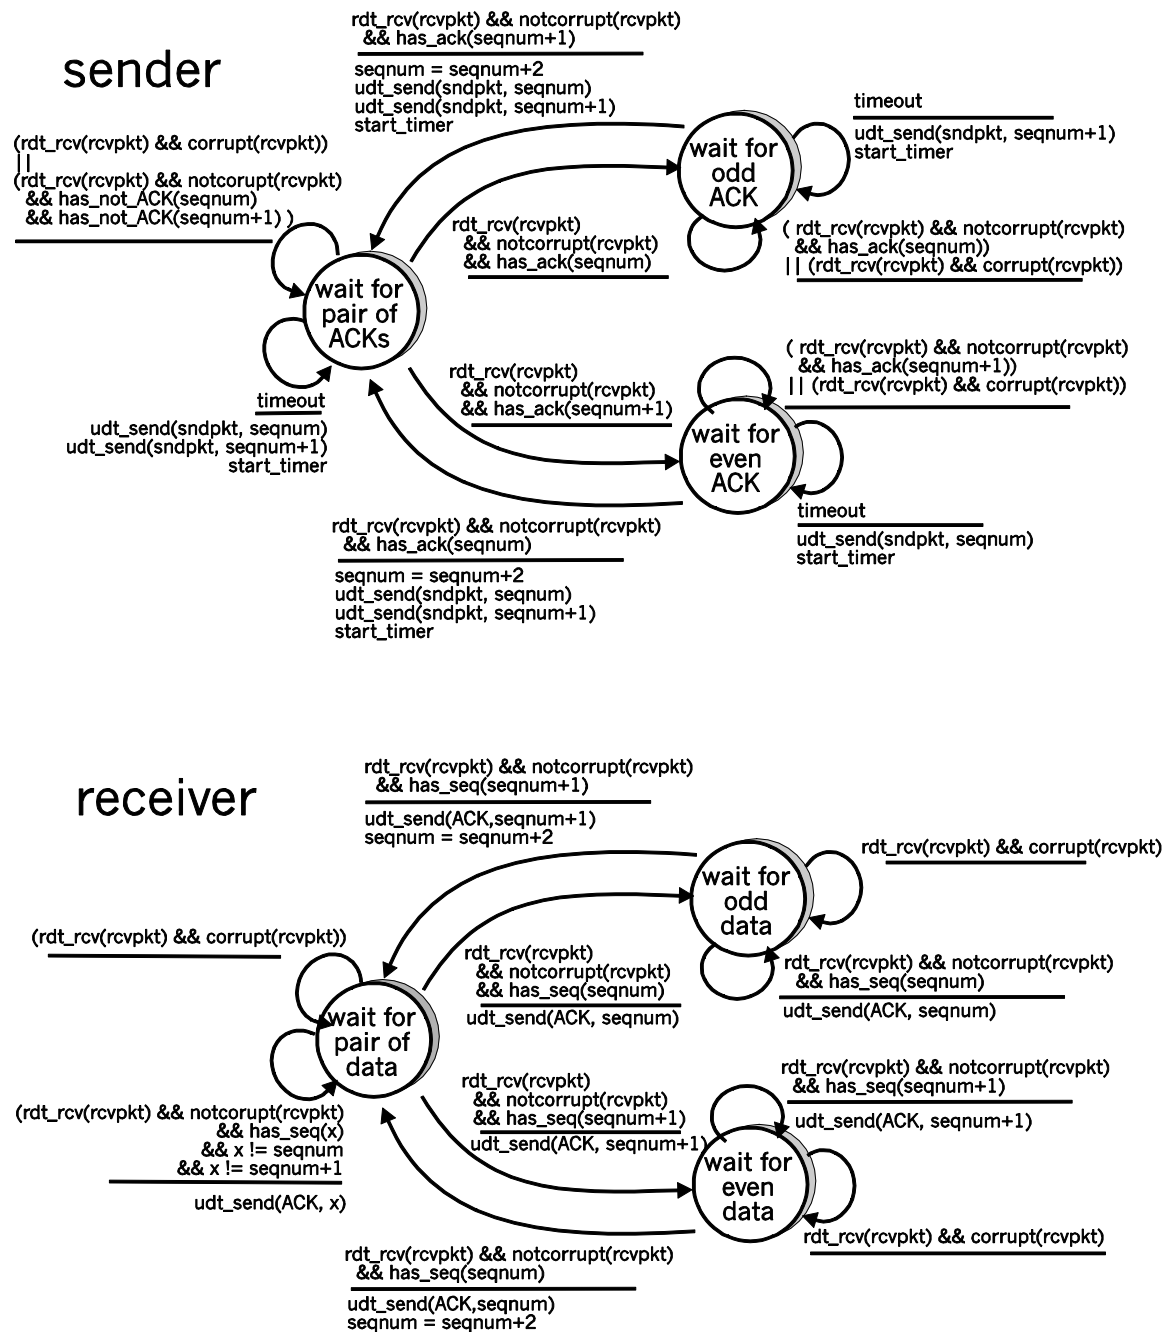 sender
rdt_rcv(rcvpkt) && notcorrupt(rcvpkt)
&& has_ack(seqnum+1)
seqnum = seqnum+2
udt_send(sndpkt, seqnum)
udt_send(sndpkt, seqnum+1)
start_timer
(rdt_rcv(rcvpkt) && corrupt(rcvpkt))
||
(rdt_rcv(rcvpkt) && notcorupt(rcvpkt)
&& has_not_ACK(seqnum)
&& has_not_ACK(seqnum+1) )
wait for
odd
ACK
timeout
udt_send(sndpkt, seqnum+1)
start_timer
rdt_rcv(rcvpkt)
&& notcorrupt(rcvpkt)
&& has_ack(seqnum)
( rdt_rcv(rcvpkt) && notcorrupt(rcvpkt)
&& has_ack(seqnum))
|| (rdt_rcv(rcvpkt) && corrupt(rcvpkt))
wait for
pair of
ACKs
timeout
udt_send(sndpkt, seqnum)
udt_send(sndpkt, seqnum+1)
start_timer
rdt_rcv(rcvpkt)
&& notcorrupt(rcvpkt)
&& has_ack(seqnum+1)
( rdt_rcv(rcvpkt) && notcorrupt(rcvpkt)
&& has_ack(seqnum+1))
|| (rdt_rcv(rcvpkt) && corrupt(rcvpkt))
wait for
even
ACK
timeout
udt_send(sndpkt, seqnum)
start_timer
rdt_rcv(rcvpkt) && notcorrupt(rcvpkt)
&& has_ack(seqnum)
seqnum = seqnum+2
udt_send(sndpkt, seqnum)
udt_send(sndpkt, seqnum+1)
start_timer
receiver
rdt_rcv(rcvpkt) && notcorrupt(rcvpkt)
&& has_seq(seqnum+1)
udt_send(ACK,seqnum+1)
seqnum = seqnum+2
wait for
odd
data
rdt_rcv(rcvpkt) && corrupt(rcvpkt)
(rdt_rcv(rcvpkt) && corrupt(rcvpkt))
rdt_rcv(rcvpkt)
&& notcorrupt(rcvpkt)
&& has_seq(seqnum)
udt_send(ACK, seqnum)
rdt_rcv(rcvpkt) && notcorrupt(rcvpkt)
&& has_seq(seqnum)
udt_send(ACK, seqnum)
wait for
pair of
data
(rdt_rcv(rcvpkt) && notcorupt(rcvpkt)
&& has_seq(x)
&& x != seqnum
&& x != seqnum+1
udt_send(ACK, x)
rdt_rcv(rcvpkt)
&& notcorrupt(rcvpkt)
&& has_seq(seqnum+1)
udt_send(ACK, seqnum+1)
rdt_rcv(rcvpkt) && notcorrupt(rcvpkt)
&& has_seq(seqnum+1)
udt_send(ACK, seqnum+1)
wait for
even
data
rdt_rcv(rcvpkt) && corrupt(rcvpkt)
rdt_rcv(rcvpkt) && notcorrupt(rcvpkt)
&& has_seq(seqnum)
udt_send(ACK,seqnum)
seqnum = seqnum+2